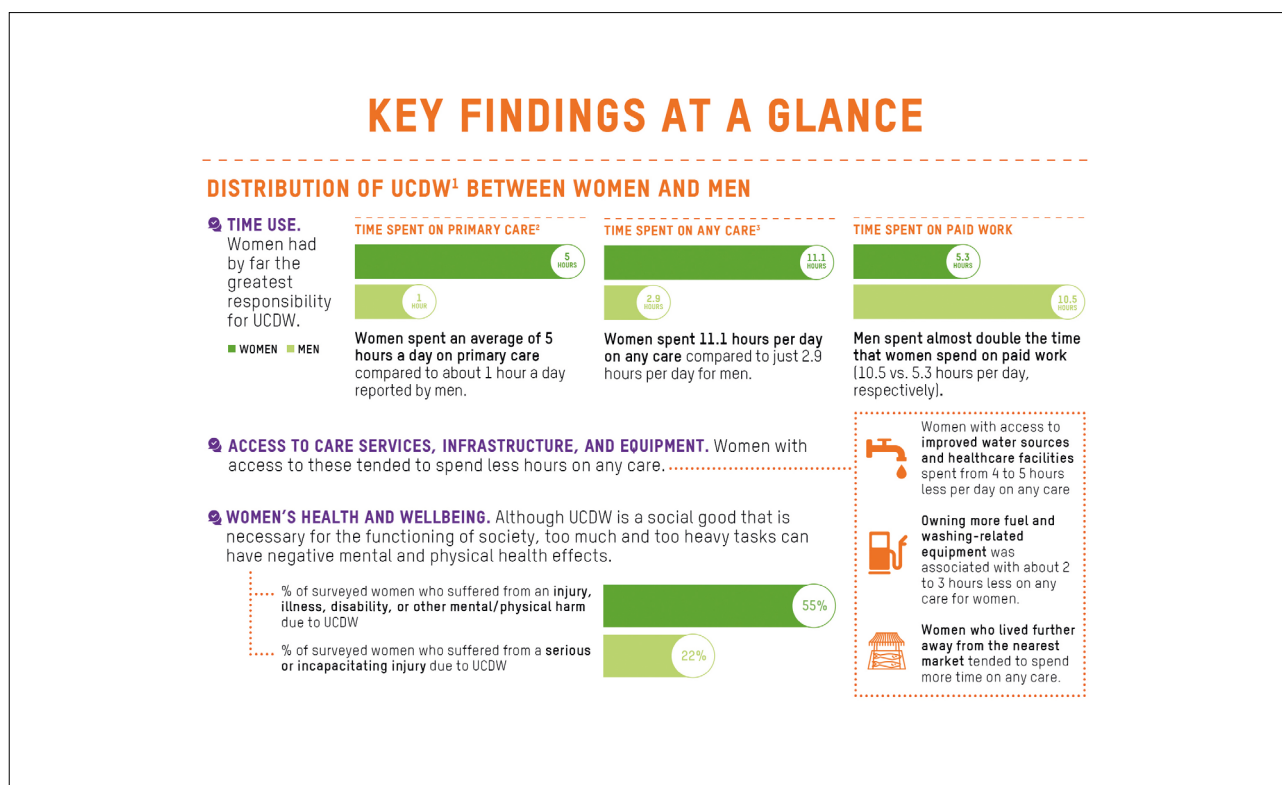 KEY FINDINGS AT A GLANCE
DISTRIBUTION OF UCDW¹ BETWEEN WOMEN AND MEN
TIME USE.
Women had
by far the
greatest
responsibility
for UCDW.
WOMEN MEN
TIME SPENT ON PRIMARY CARE²
5
HOURS
1
HOUR
Women spent an average of 5
hours a day on primary care
compared to about 1 hour a day
reported by men.
TIME SPENT ON ANY CARE³
11.1
HOURS
2.9
HOURS
Women spent 11.1 hours per day
on any care compared to just 2.9
hours per day for men.
TIME SPENT ON PAID WORK
5.3
HOURS
10.5
HOURS
Men spent almost double the time
that women spend on paid work
(10.5 vs. 5.3 hours per day,
respectively).
ACCESS TO CARE SERVICES, INFRASTRUCTURE, AND EQUIPMENT. Women with
access to these tended to spend less hours on any care.
Women with access to
improved water sources
and healthcare facilities
spent from 4 to 5 hours
less per day on any care
Owning more fuel and
washing-related
equipment was
associated with about 2
to 3 hours less on any
care for women.
Women who lived further
away from the nearest
market tended to spend
more time on any care.
WOMEN'S HEALTH AND WELLBEING. Although UCDW is a social good that is
necessary for the functioning of society, too much and too heavy tasks can
have negative mental and physical health effects.
% of surveyed women who suffered from an injury,
illness, disability, or other mental/physical harm
due to UCDW
55%
% of surveyed women who suffered from a serious
or incapacitating injury due to UCDW
22%